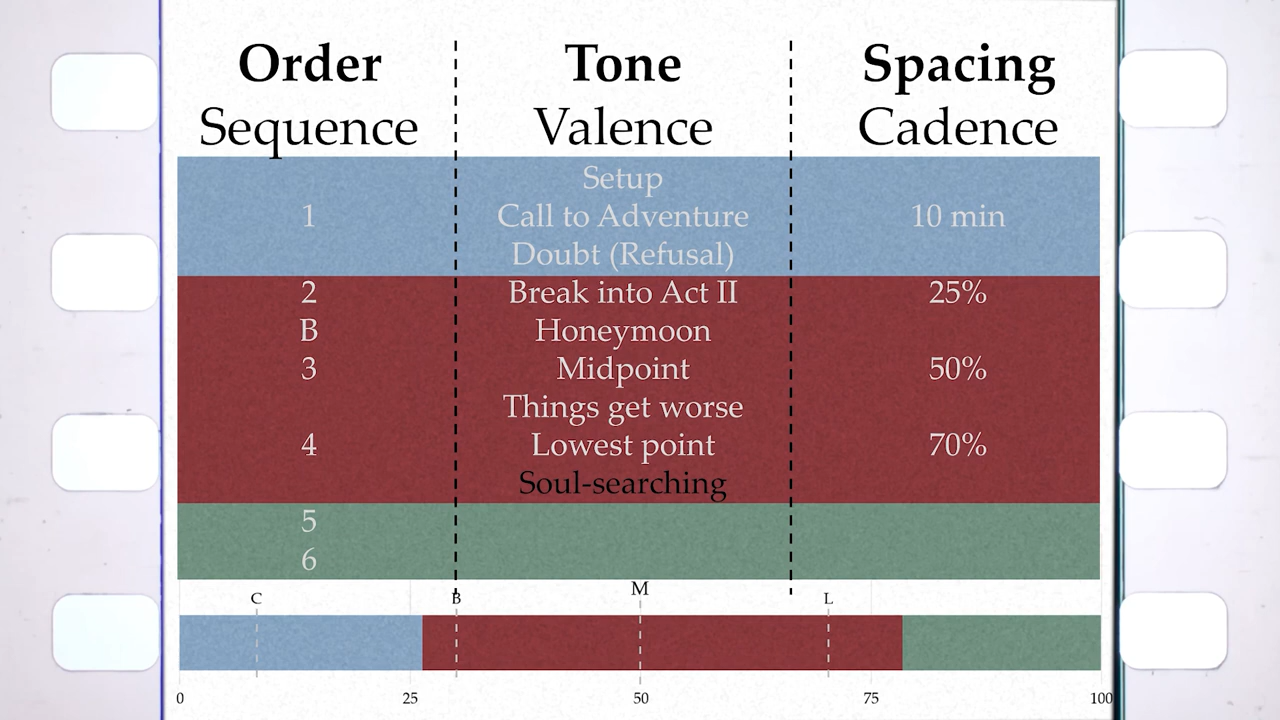 Order Tone Spacing
Sequence Valence Cadence
Setup
1 Call to Adventure 10 min
Doubt (Refusal)
2 Break into Act II 25%
B Honeymoon
3 Midpoint 50%
Things get worse
4 Lowest point 70%
Soul-searching
5
6
C B M L
0 25 50 75 100